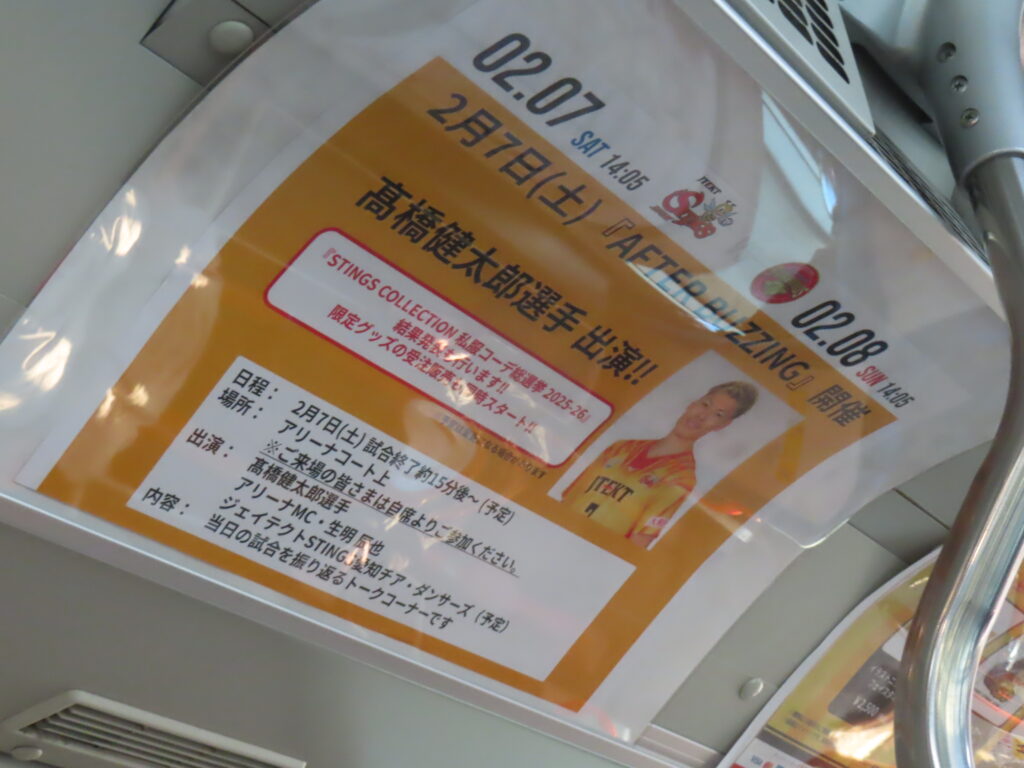 02.07 SAT 14:05
JTEKT
02.08 SUN 14:05
2月7日(土)『AFTER BUZZING』開催
髙橋健太郎選手 出演!!
『STINGS COLLECTION 私服コーデ総選挙 2025-26』
結果発表を行います!!
限定グッズの受注販売も同時スタート!!
JTEKT
日程： 2月7日(土) 試合終了約15分後～（予定）
場所： アリーナコート上
※ご来場の皆さまは自席よりご参加ください。
出演： 髙橋健太郎選手
アリーナMC・生明
ジェイテクトSTINGS愛知チア・ダンサーズ（予定）
内容： 当日の試合を振り返るトークコーナーです